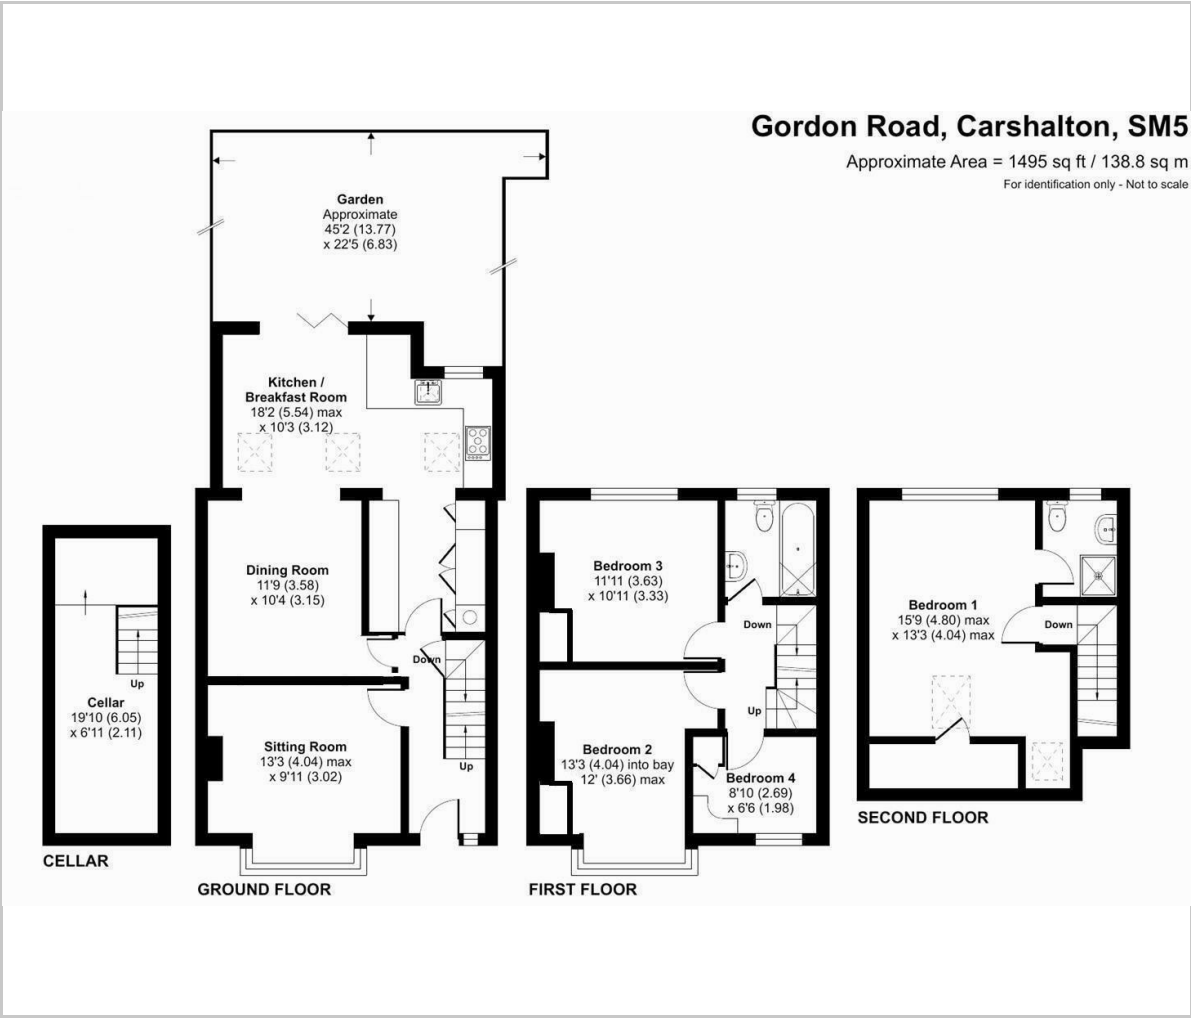 Gordon Road, Carshalton, SM5
Approximate Area = 1495 sq ft / 138.8 sq m
For identification only - Not to scale
Garden
Approximate
45'2 (13.77)
x 22'5 (6.83)
Kitchen /
Breakfast Room
18'2 (5.54) max
x 10'3 (3.12)
Dining Room
11'9 (3.58)
x 10'4 (3.15)
Down
Sitting Room
13'3 (4.04) max
x 9'11 (3.02)
Up
GROUND FLOOR
Up
Cellar
19'10 (6.05)
x 6'11 (2.11)
CELLAR
Bedroom 3
11'11 (3.63)
x 10'11 (3.33)
Down
Up
Bedroom 2
13'3 (4.04) into bay
12' (3.66) max
Bedroom 4
8'10 (2.69)
x 6'6 (1.98)
FIRST FLOOR
Bedroom 1
15'9 (4.80) max
x 13'3 (4.04) max
Down
SECOND FLOOR